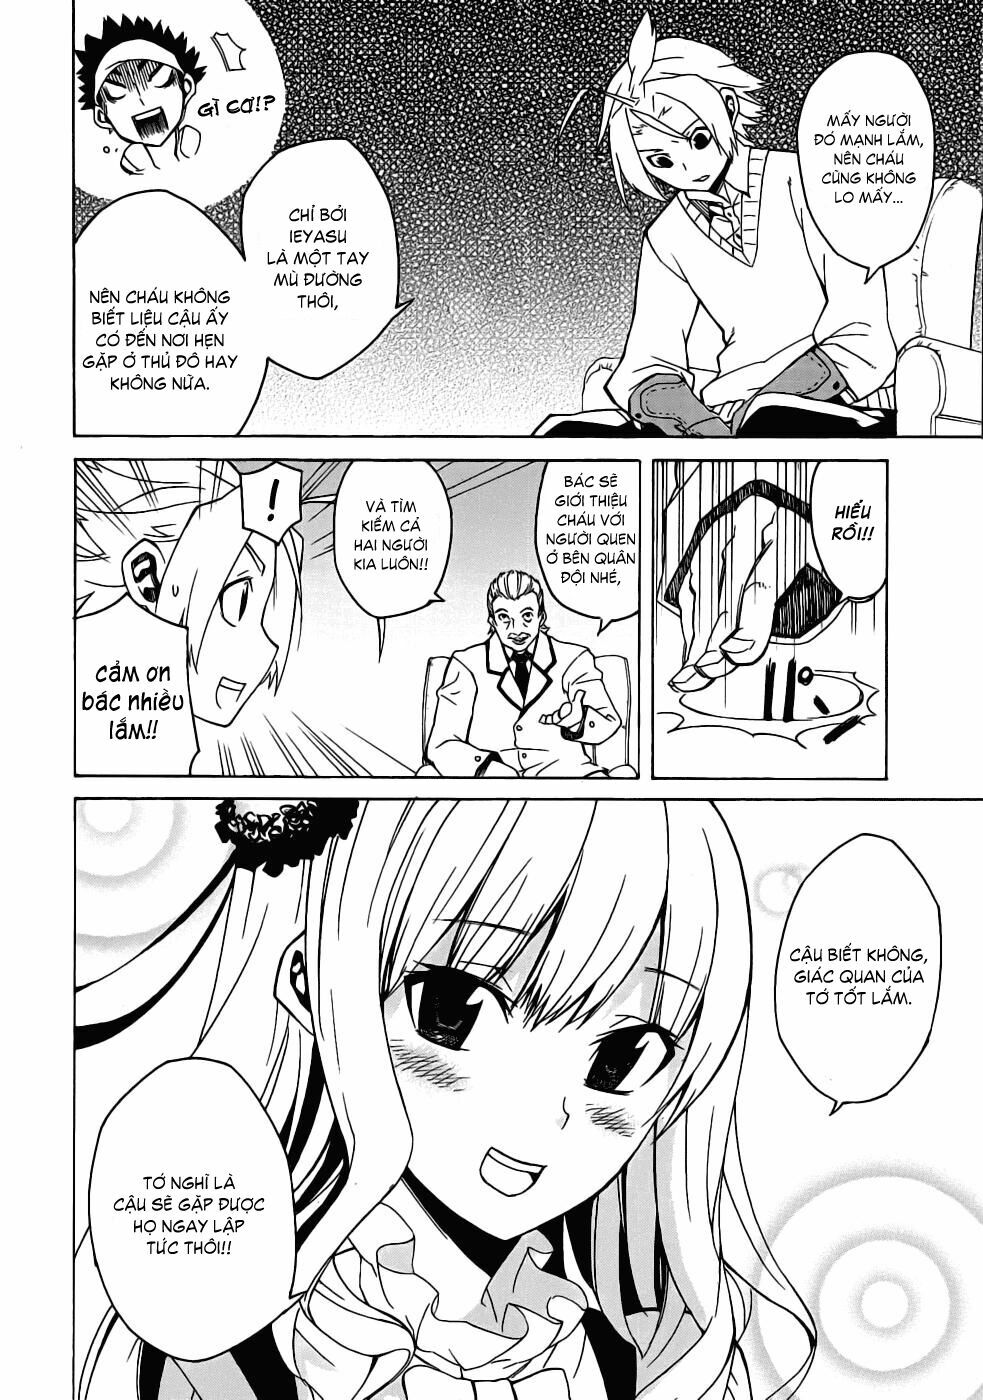 MẤY NGƯỜI
ĐÓ MẠNH LẮM,
NÊN CHÁU
CŨNG KHÔNG
LO MẤY...
CHỈ BỞI
IEYASU
LÀ MỘT TAY
MÙ ĐƯỜNG
THÔI,
GÌ CƠ!?
NÊN CHÁU KHÔNG
BIẾT LIỆU CẬU ẤY
CÓ ĐẾN NƠI HẸN
GẶP Ở THỦ ĐÔ HAY
KHÔNG NỮA.
HIỂU
RỒI!!
BÁC SẼ
GIỚI THIỆU
CHÁU VỚI
NGƯỜI QUEN
Ở BÊN QUÂN
ĐỘI NHÉ,
VÀ TÌM
KIẾM CẢ
HAI NGƯỜI
KIA LUÔN!!
!
CẢM ƠN
BÁC NHIỀU
LẮM!!
CẬU BIẾT KHÔNG,
GIÁC QUAN CỦA
TỚ TỐT LẮM.
TỚ NGHĨ LÀ
CẬU SẼ GẶP ĐƯỢC
HỌ NGAY LẬP
TỨC THÔI!!